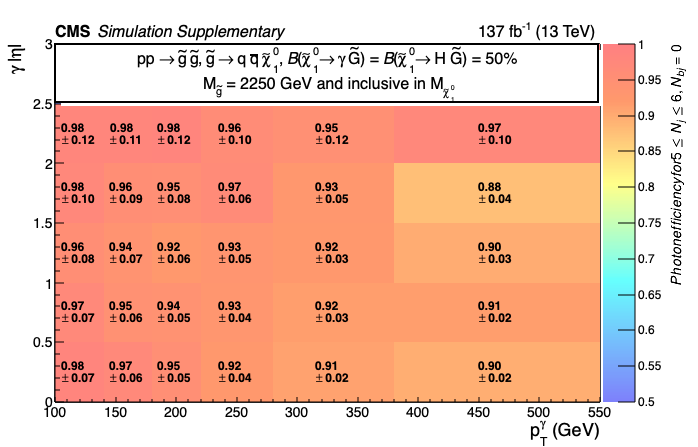 CMS Simulation Supplementary 137 fb⁻¹ (13 TeV)
pp → g̃ g̃, g̃ → q q̄ χ̃⁰₁, B(χ̃⁰₁ → γ G̃) = B(χ̃⁰₁ → H G̃) = 50%
M_g̃ = 2250 GeV and inclusive in M_χ̃⁰₁
γ |η|
3
2.5
2
1.5
1
0.5
0
0.98 0.98 0.98 0.96 0.95 0.97
± 0.12 ± 0.11 ± 0.12 ± 0.10 ± 0.12 ± 0.10
0.98 0.96 0.95 0.97 0.93 0.88
± 0.10 ± 0.09 ± 0.08 ± 0.06 ± 0.05 ± 0.04
0.96 0.94 0.92 0.93 0.92 0.90
± 0.08 ± 0.07 ± 0.06 ± 0.05 ± 0.03 ± 0.03
0.97 0.95 0.94 0.93 0.92 0.91
± 0.07 ± 0.06 ± 0.05 ± 0.04 ± 0.03 ± 0.02
0.98 0.97 0.95 0.92 0.91 0.90
± 0.07 ± 0.06 ± 0.05 ± 0.04 ± 0.02 ± 0.02
100 150 200 250 300 350 400 450 500 550
p_T^γ (GeV)
1
0.95
0.9
0.85
0.8
0.75
0.7
0.65
0.6
0.55
0.5
Photonefficiencyfor5 ≤ N_j ≤ 6, N_bj = 0